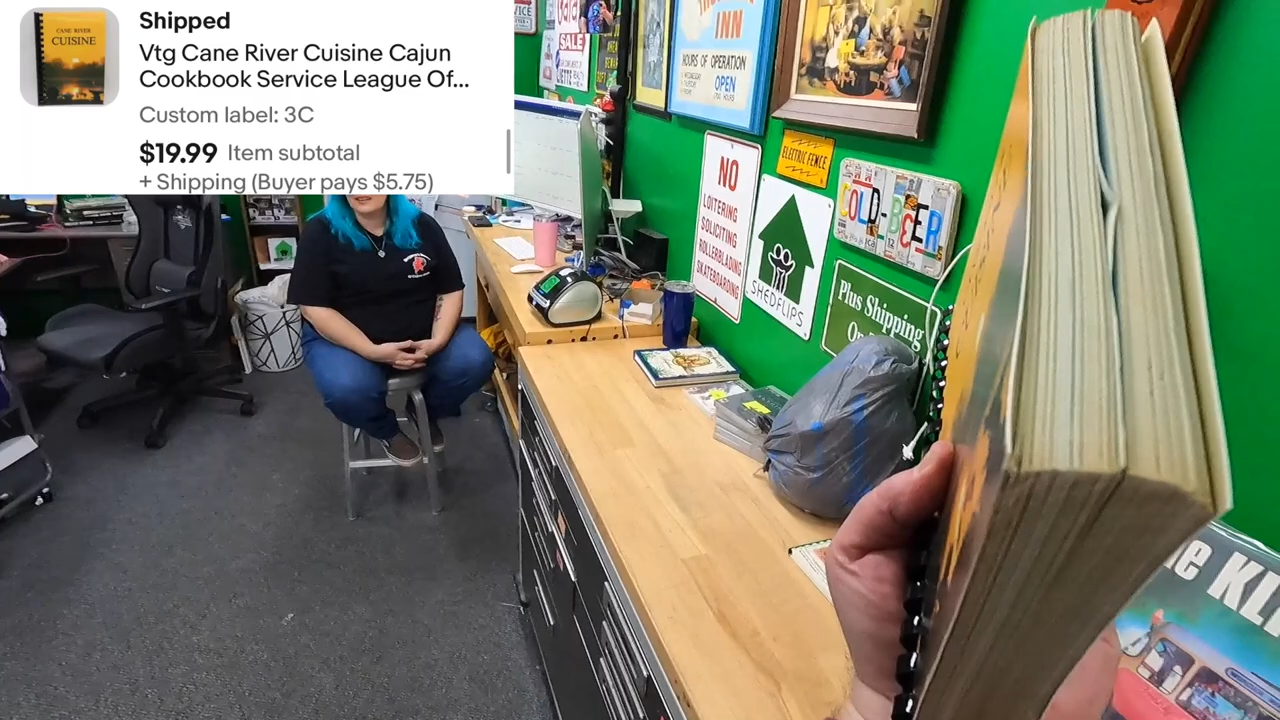 Shipped
Vtg Cane River Cuisine Cajun
Cookbook Service League Of...
Custom label: 3C
$19.99 Item subtotal
+ Shipping (Buyer pays $5.75)
CANE RIVER
CUISINE
SALE
INN
HOURS OF OPERATION
OPEN
ELECTRIC FENCE
NO
LOITERING
SOLICITING
ROLLERBLADING
SKATEBOARDING
SHEDFLIPS
COLD-BEER
Plus Shipping